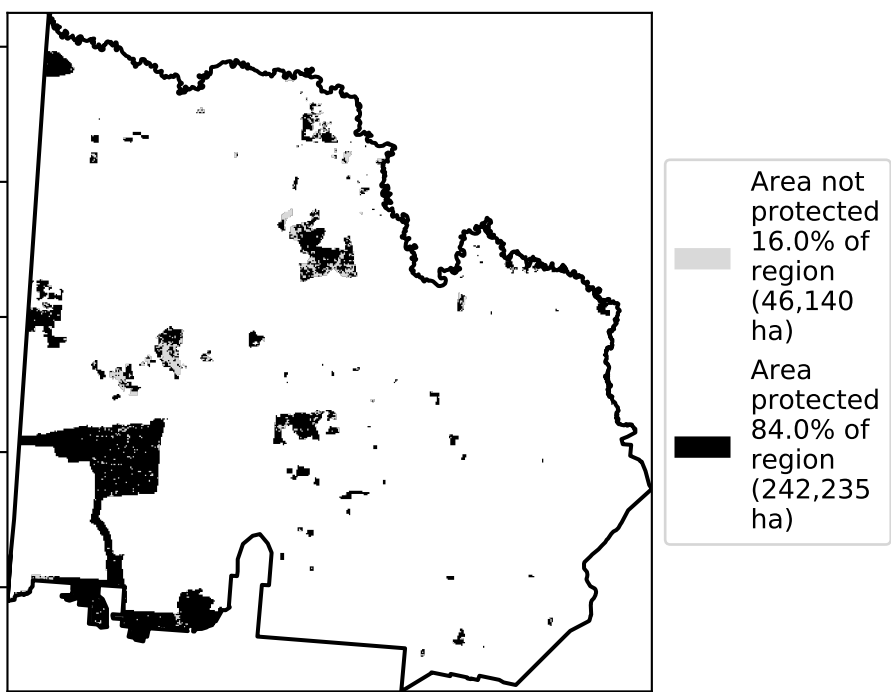 Area not
protected
16.0% of
region
(46,140
ha)
Area
protected
84.0% of
region
(242,235
ha)